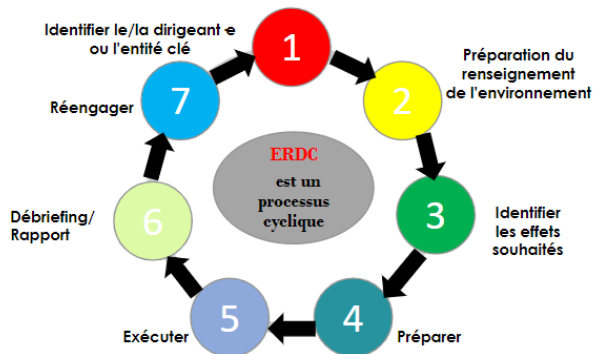 Identifier le/la dirigeant·e
ou l'entité clé
1
Préparation du
renseignement
de l'environnement
2
Identifier
les effets
souhaités
3
Préparer
4
Exécuter
5
Débriefing/
Rapport
6
Réengager
7
ERDC
est un
processus
cyclique